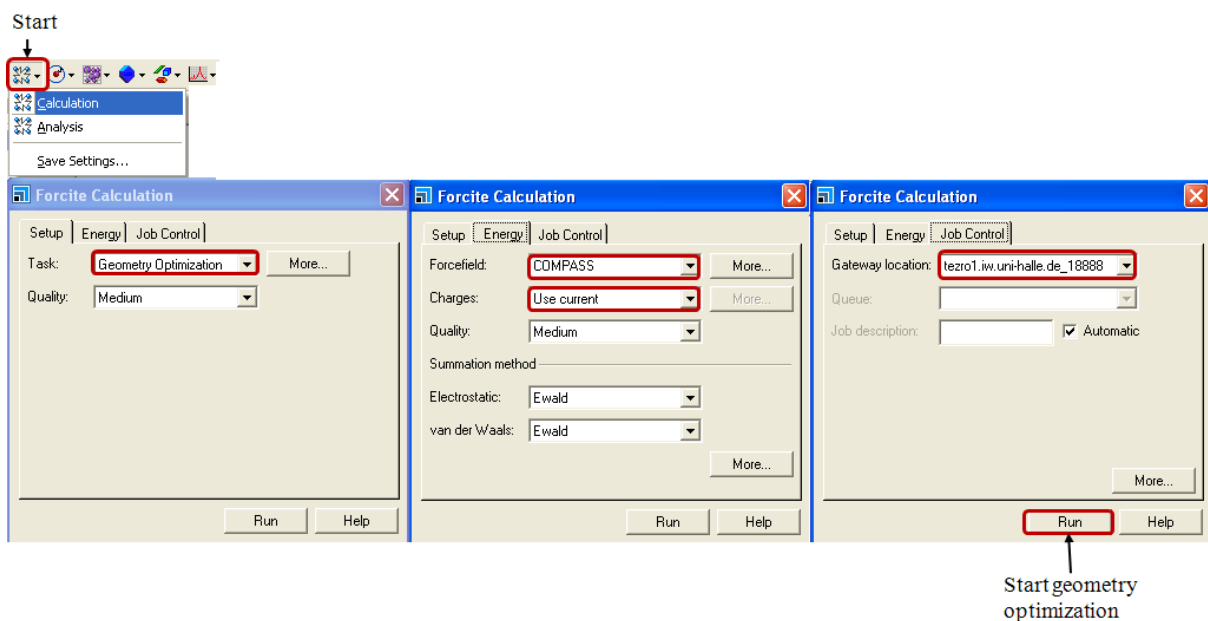 Start
Calculation
Analysis
Save Settings...
Forcite Calculation
Setup Energy Job Control
Task: Geometry Optimization More...
Quality: Medium
Run Help
Forcite Calculation
Setup Energy Job Control
Forcefield: COMPASS More...
Charges: Use current More...
Quality: Medium
Summation method
Electrostatic: Ewald
van der Waals: Ewald
More...
Run Help
Forcite Calculation
Setup Energy Job Control
Gateway location: tezro1.iw.uni-halle.de_18888
Queue:
Job description: Automatic
More...
Run Help
Start geometry
optimization